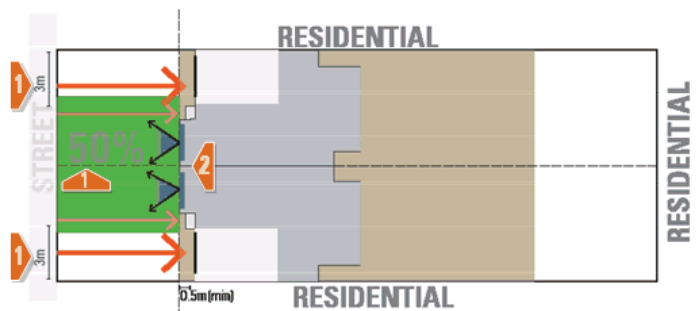 RESIDENTIAL
1
3m
STREET
50%
1
2
RESIDENTIAL
1
3m
0.5m(min)
RESIDENTIAL